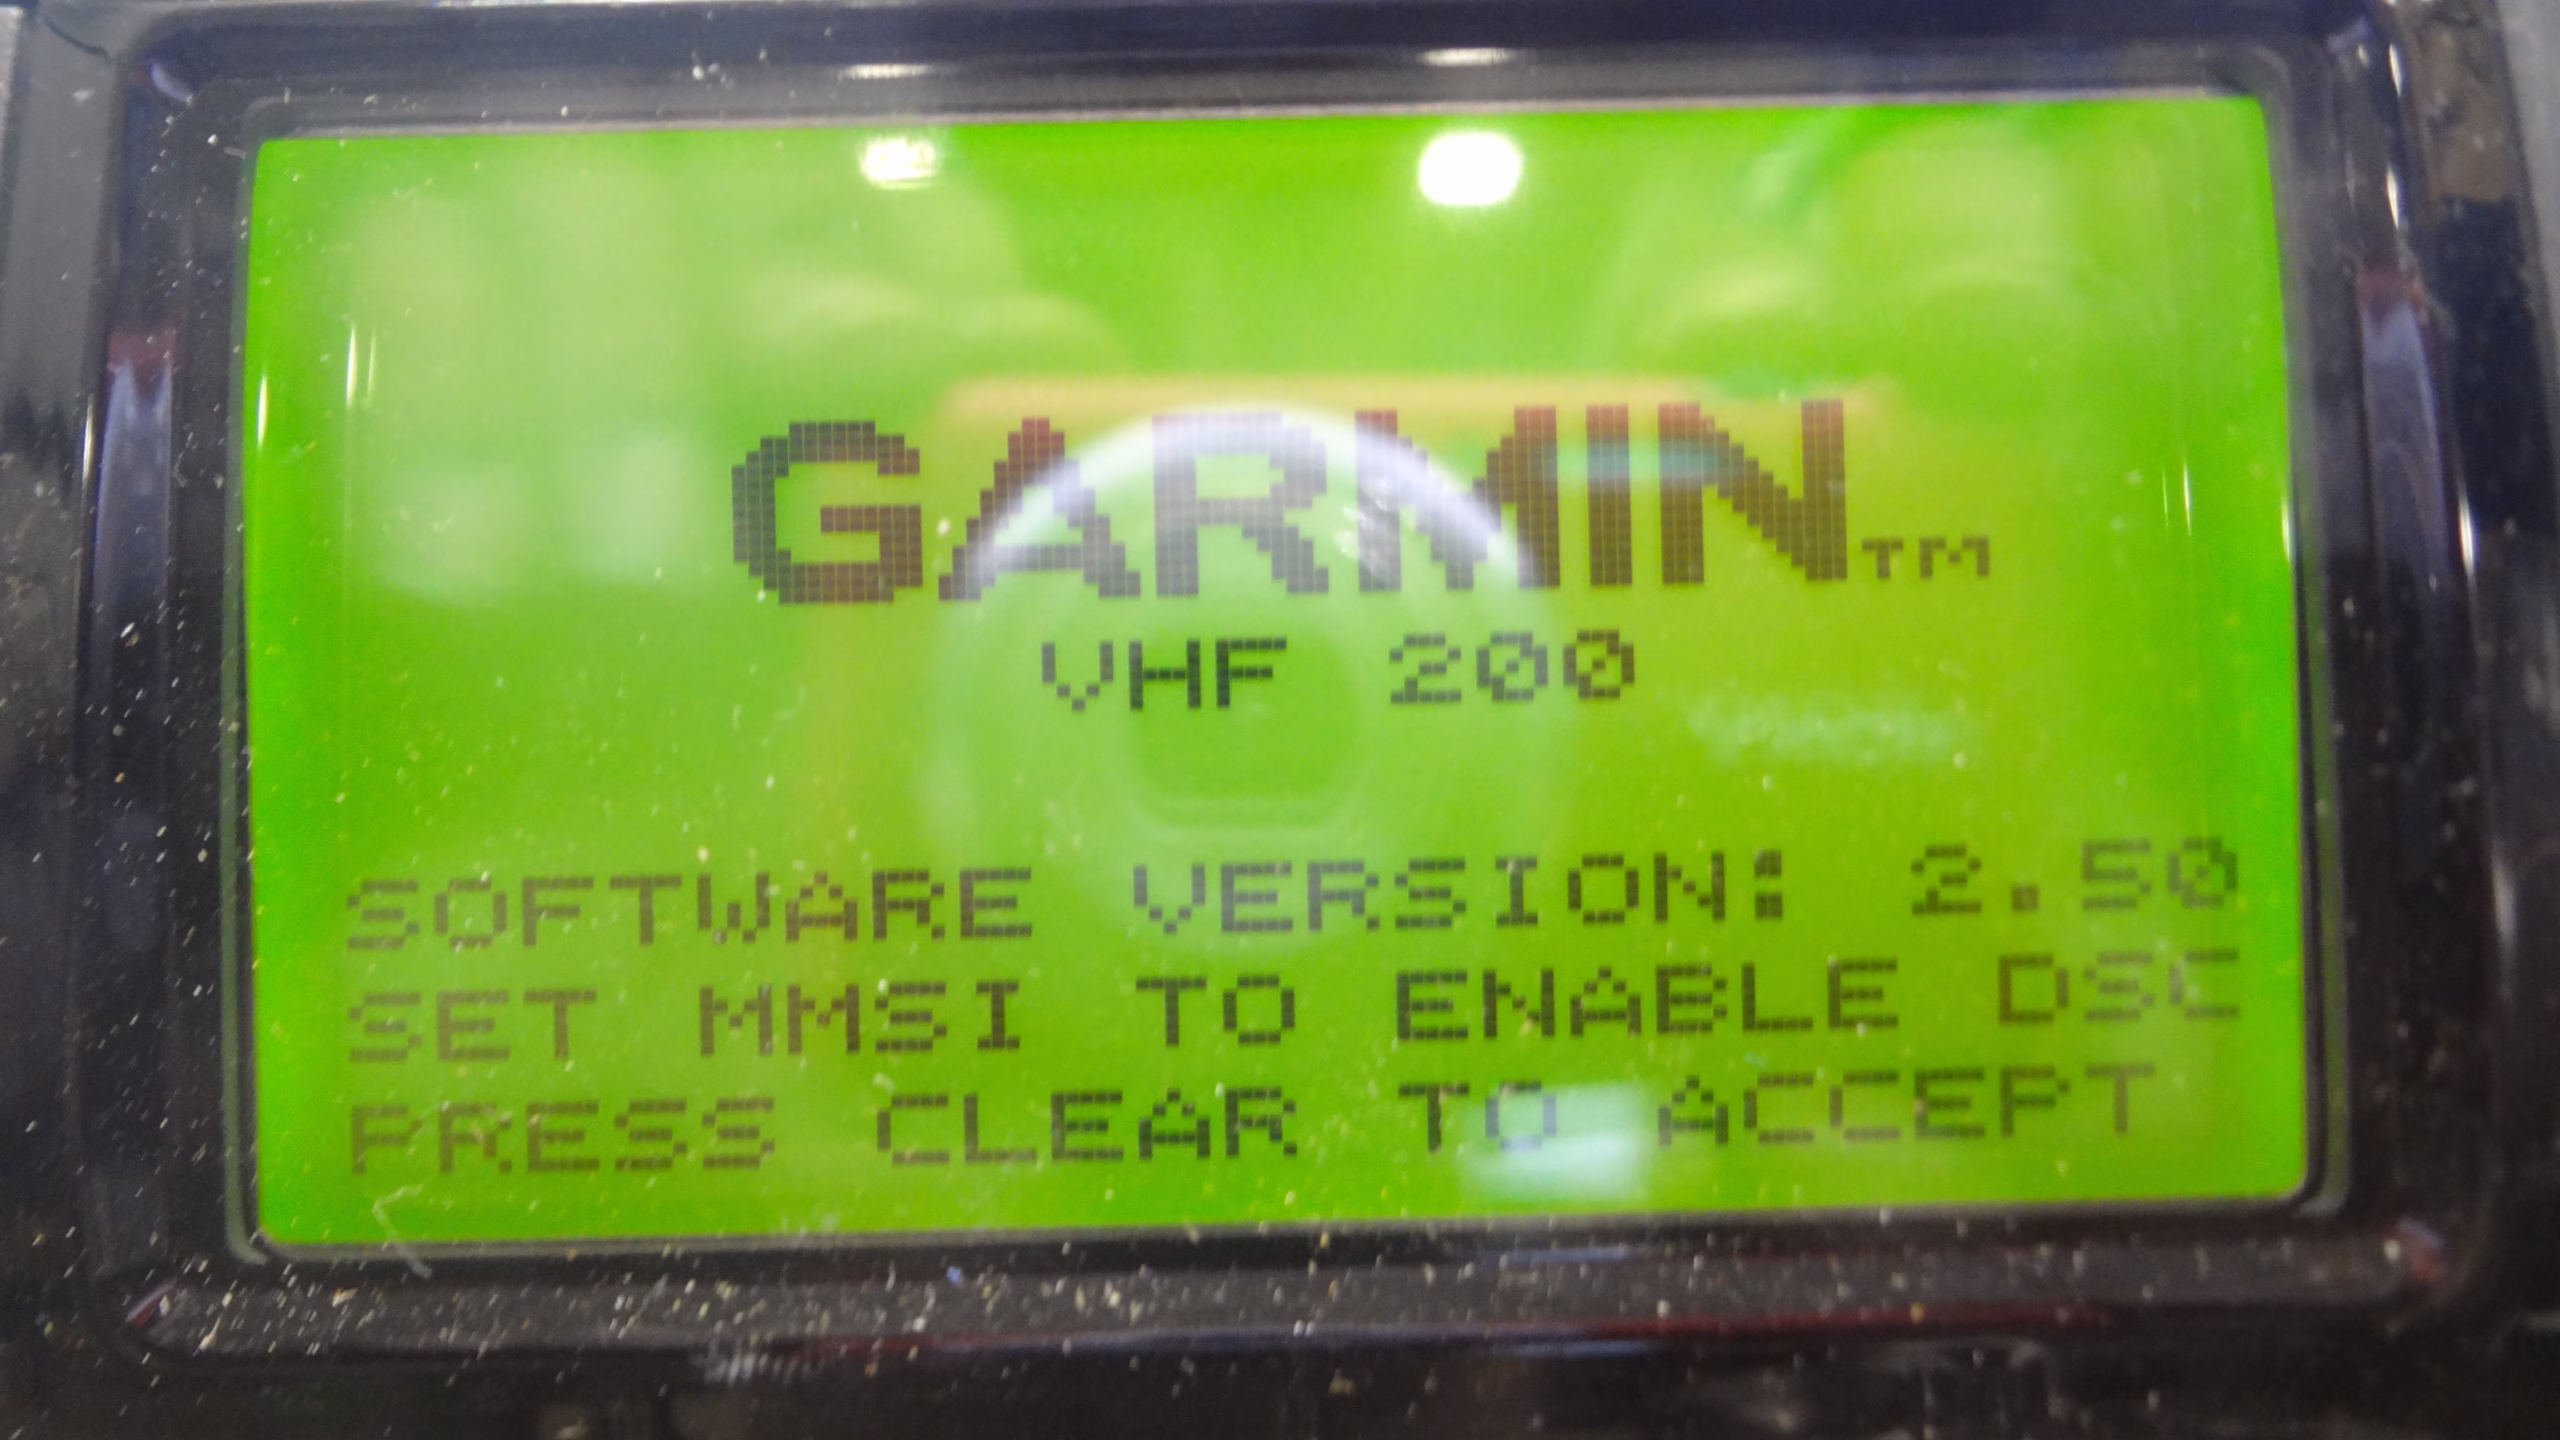 GARMIN™
VHF 200
SOFTWARE VERSION: 2.50
SET MMSI TO ENABLE DSC
PRESS CLEAR TO ACCEPT